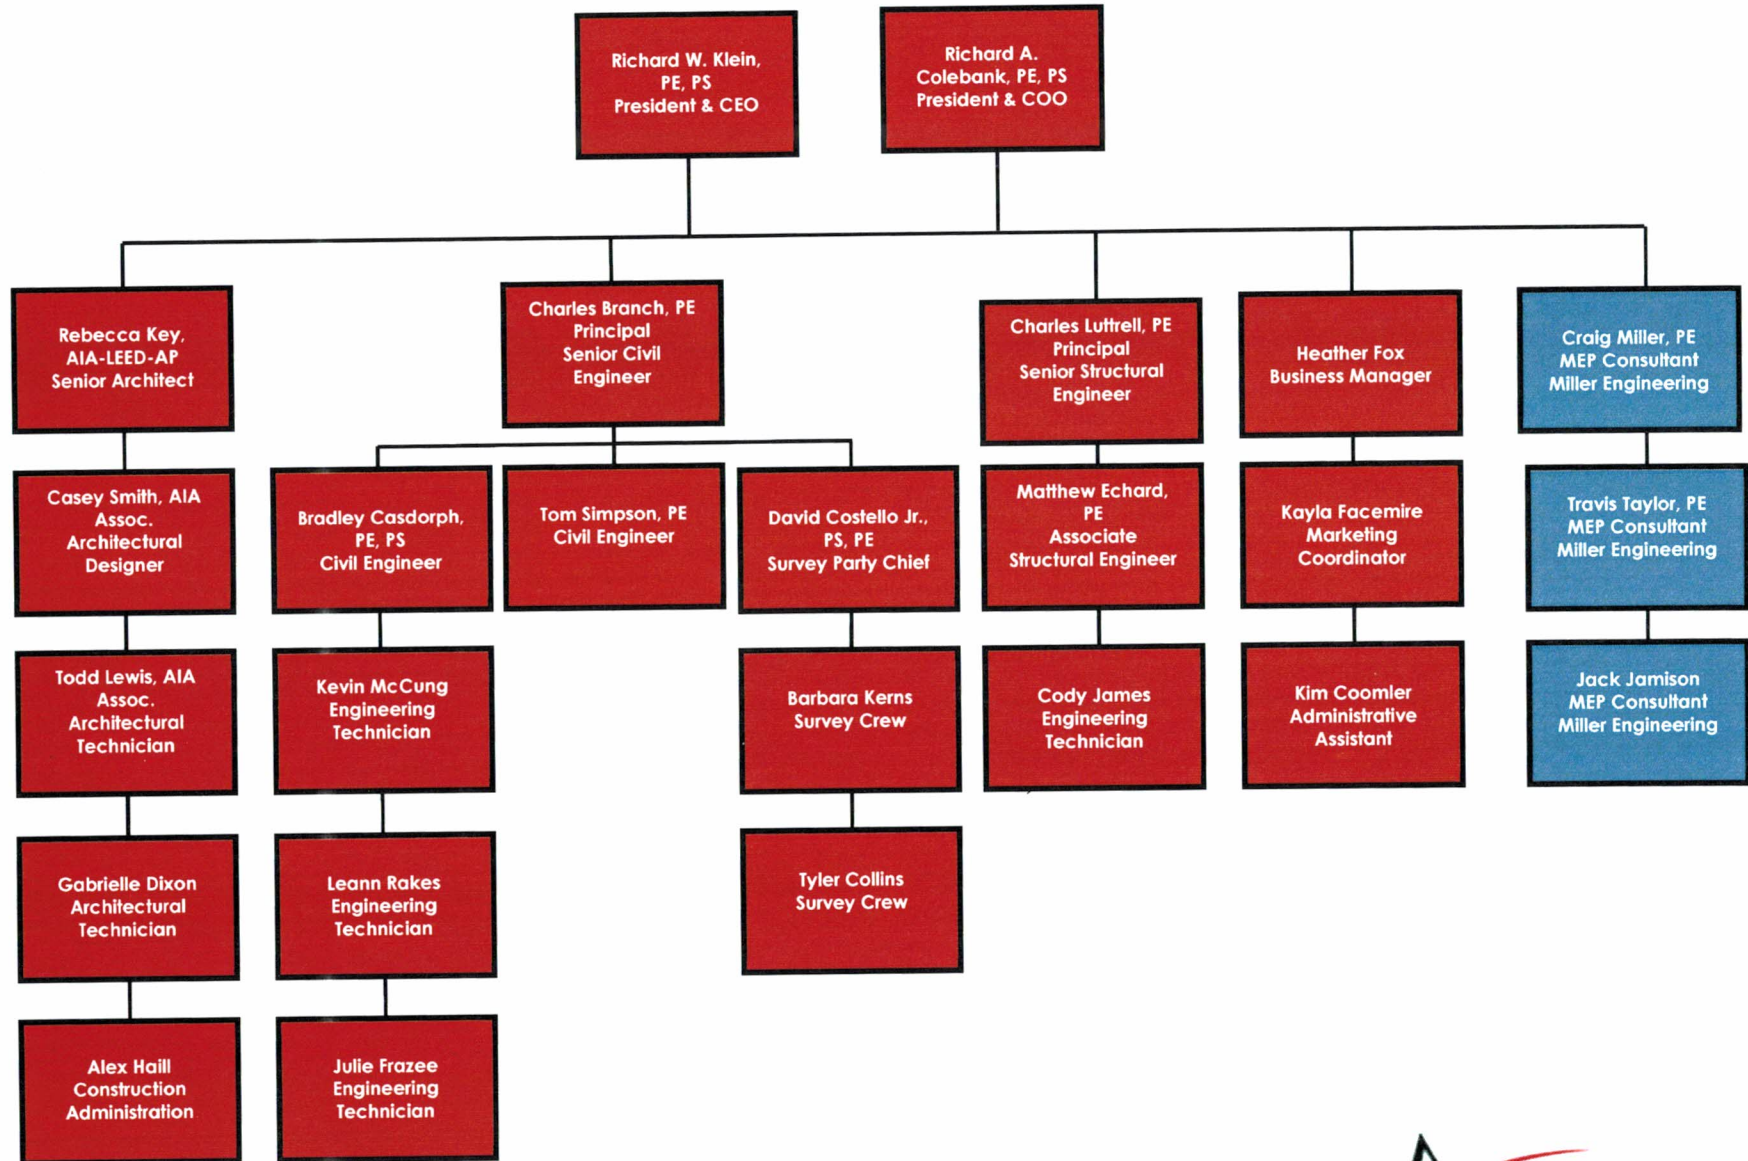 Richard W. Klein,
PE, PS
President & CEO
Richard A.
Colebank, PE, PS
President & COO
Rebecca Key,
AIA-LEED-AP
Senior Architect
Charles Branch, PE
Principal
Senior Civil
Engineer
Charles Luttrell, PE
Principal
Senior Structural
Engineer
Heather Fox
Business Manager
Craig Miller, PE
MEP Consultant
Miller Engineering
Casey Smith, AIA
Assoc.
Architectural
Designer
Bradley Casdorph,
PE, PS
Civil Engineer
Tom Simpson, PE
Civil Engineer
David Costello Jr.,
PS, PE
Survey Party Chief
Matthew Echard,
PE
Associate
Structural Engineer
Kayla Facemire
Marketing
Coordinator
Travis Taylor, PE
MEP Consultant
Miller Engineering
Todd Lewis, AIA
Assoc.
Architectural
Technician
Kevin McCung
Engineering
Technician
Barbara Kerns
Survey Crew
Cody James
Engineering
Technician
Kim Coomler
Administrative
Assistant
Jack Jamison
MEP Consultant
Miller Engineering
Gabrielle Dixon
Architectural
Technician
Leann Rakes
Engineering
Technician
Tyler Collins
Survey Crew
Alex Haill
Construction
Administration
Julie Frazee
Engineering
Technician